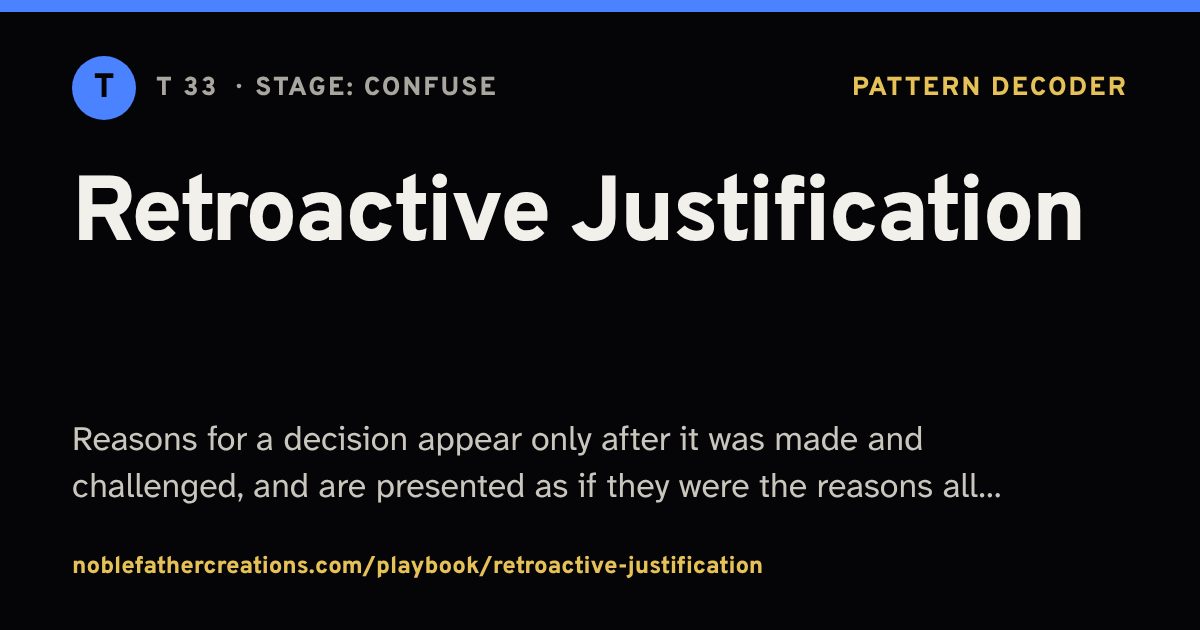 T
T 33 · STAGE: CONFUSE
PATTERN DECODER
Retroactive Justification
Reasons for a decision appear only after it was made and
challenged, and are presented as if they were the reasons all...
noblefathercreations.com/playbook/retroactive-justification